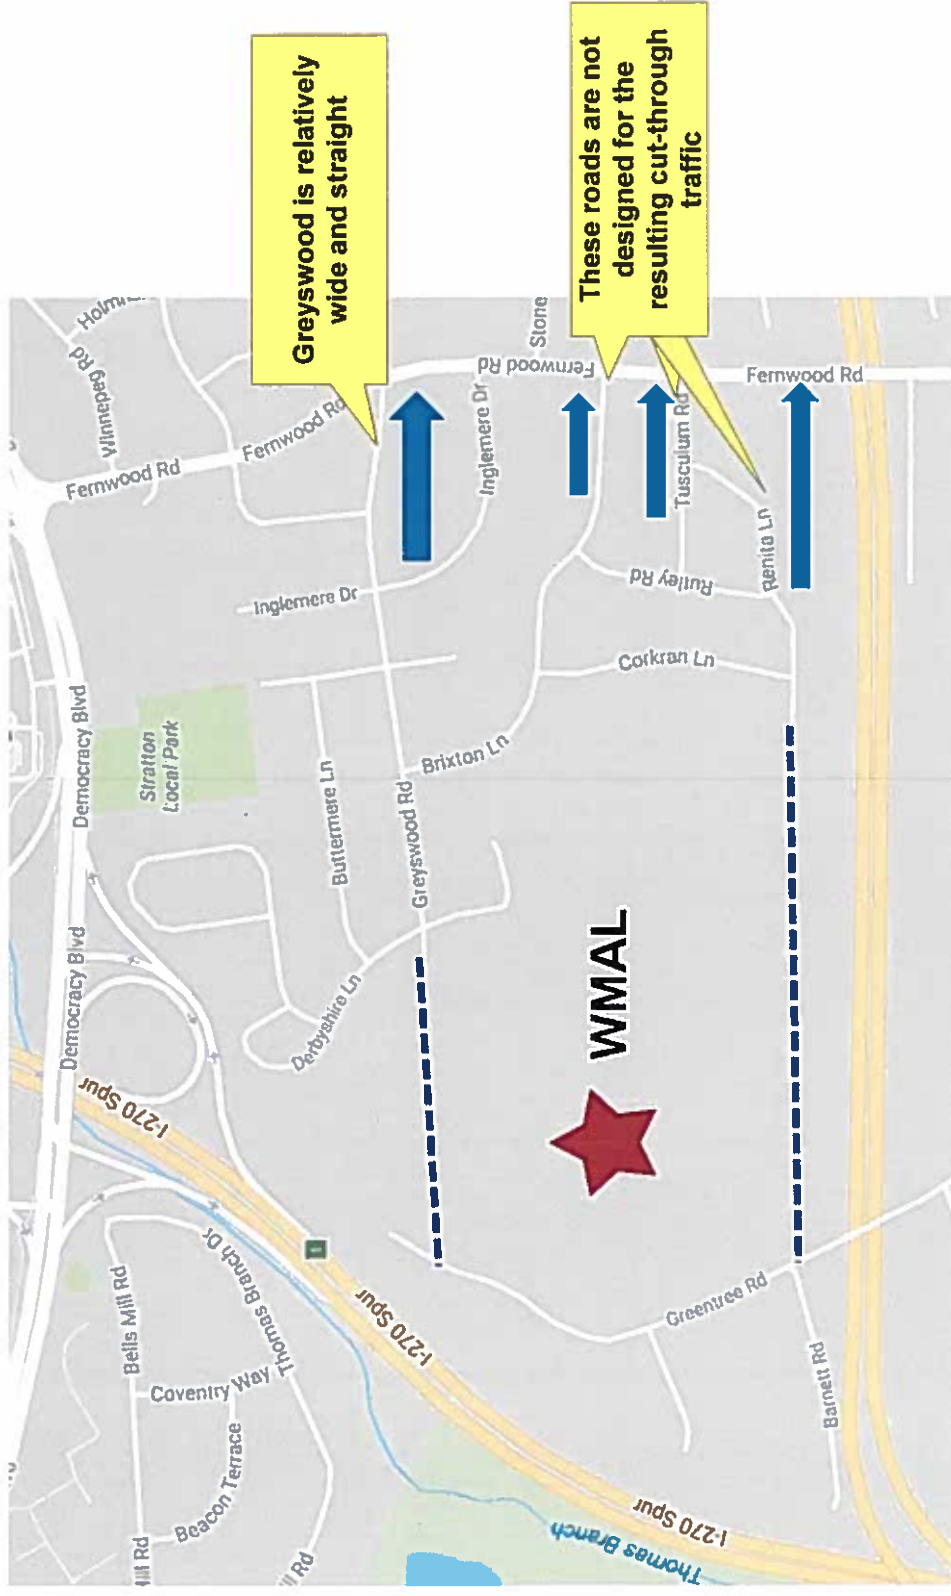 Greyswood is relatively
wide and straight
These roads are not
designed for the
resulting cut-through
traffic
Winnepeg Rd
Fernwood Rd
Fernwood Rd
Fernwood Rd
Fernwood Rd
Stone
Inglemere Dr
Inglemere Dr
Tusculum Rd
Renita Ln
Rutley Rd
Corkran Ln
Brixton Ln
Greyswood Rd
Buttermere Ln
Derbyshire Ln
Stratton
Local Park
Democracy Blvd
Democracy Blvd
I-270 Spur
I-270 Spur
I-270 Spur
WMAL
Greentree Rd
Barnett Rd
Thomas Branch Dr
Thomas Branch
Bells Mill Rd
Coventry Way
Beacon Terrace
Mill Rd
Rd